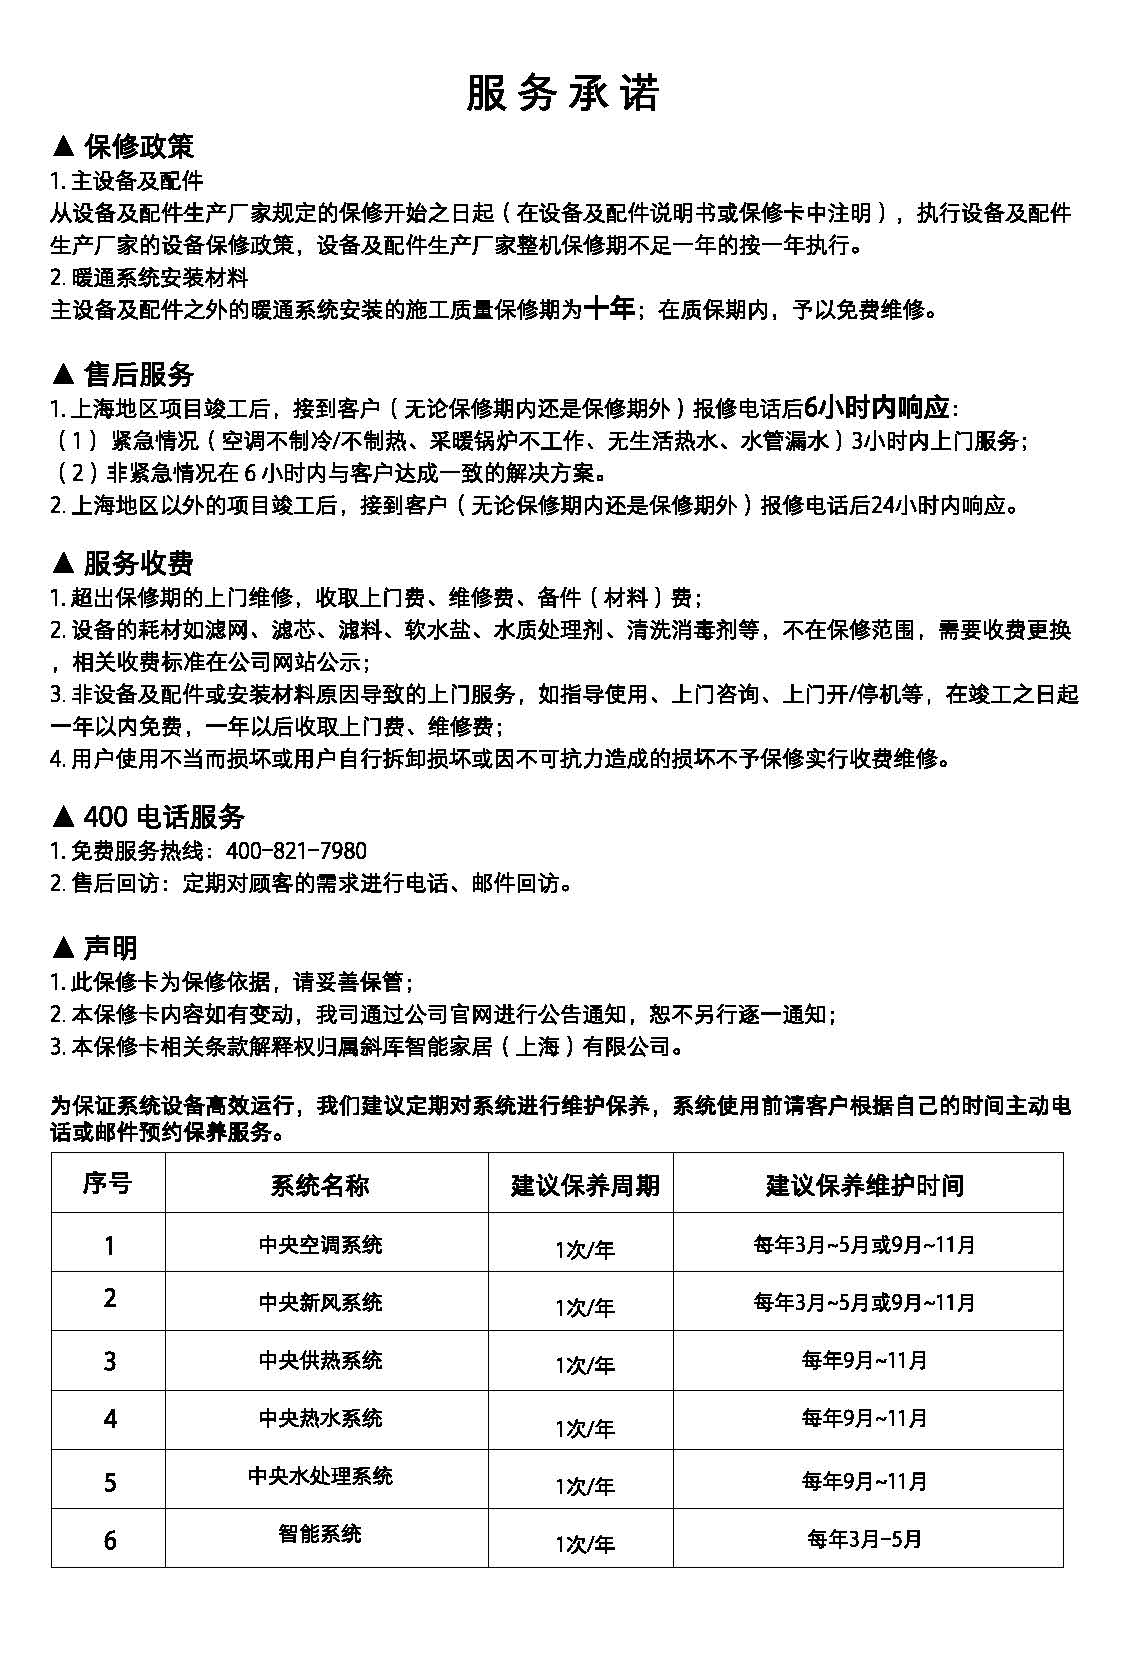 服务承诺
▲ 保修政策
1. 主设备及配件
从设备及配件生产厂家规定的保修开始之日起（在设备及配件说明书或保修卡中注明），执行设备及配件
生产厂家的设备保修政策，设备及配件生产厂家整机保修期不足一年的按一年执行。
2. 暖通系统安装材料
主设备及配件之外的暖通系统安装的施工质量保修期为十年；在质保期内，予以免费维修。
▲ 售后服务
1. 上海地区项目竣工后，接到客户（无论保修期内还是保修期外）报修电话后6小时内响应：
（1） 紧急情况（空调不制冷/不制热、采暖锅炉不工作、无生活热水、水管漏水）3小时内上门服务；
（2）非紧急情况在 6 小时内与客户达成一致的解决方案。
2. 上海地区以外的项目竣工后，接到客户（无论保修期内还是保修期外）报修电话后24小时内响应。
▲ 服务收费
1. 超出保修期的上门维修，收取上门费、维修费、备件（材料）费；
2. 设备的耗材如滤网、滤芯、滤料、软水盐、水质处理剂、清洗消毒剂等，不在保修范围，需要收费更换
，相关收费标准在公司网站公示；
3. 非设备及配件或安装材料原因导致的上门服务，如指导使用、上门咨询、上门开/停机等，在竣工之日起
一年以内免费，一年以后收取上门费、维修费；
4. 用户使用不当而损坏或用户自行拆卸损坏或因不可抗力造成的损坏不予保修实行收费维修。
▲ 400 电话服务
1. 免费服务热线：400-821-7980
2. 售后回访：定期对顾客的需求进行电话、邮件回访。
▲ 声明
1. 此保修卡为保修依据，请妥善保管；
2. 本保修卡内容如有变动，我司通过公司官网进行公告通知，恕不另行逐一通知；
3. 本保修卡相关条款解释权归属斜厍智能家居（上海）有限公司。
为保证系统设备高效运行，我们建议定期对系统进行维护保养，系统使用前请客户根据自己的时间主动电
话或邮件预约保养服务。
序号 系统名称 建议保养周期 建议保养维护时间
1 中央空调系统 1次/年 每年3月~5月或9月~11月
2 中央新风系统 1次/年 每年3月~5月或9月~11月
3 中央供热系统 1次/年 每年9月~11月
4 中央热水系统 1次/年 每年9月~11月
5 中央水处理系统 1次/年 每年9月~11月
6 智能系统 1次/年 每年3月-5月